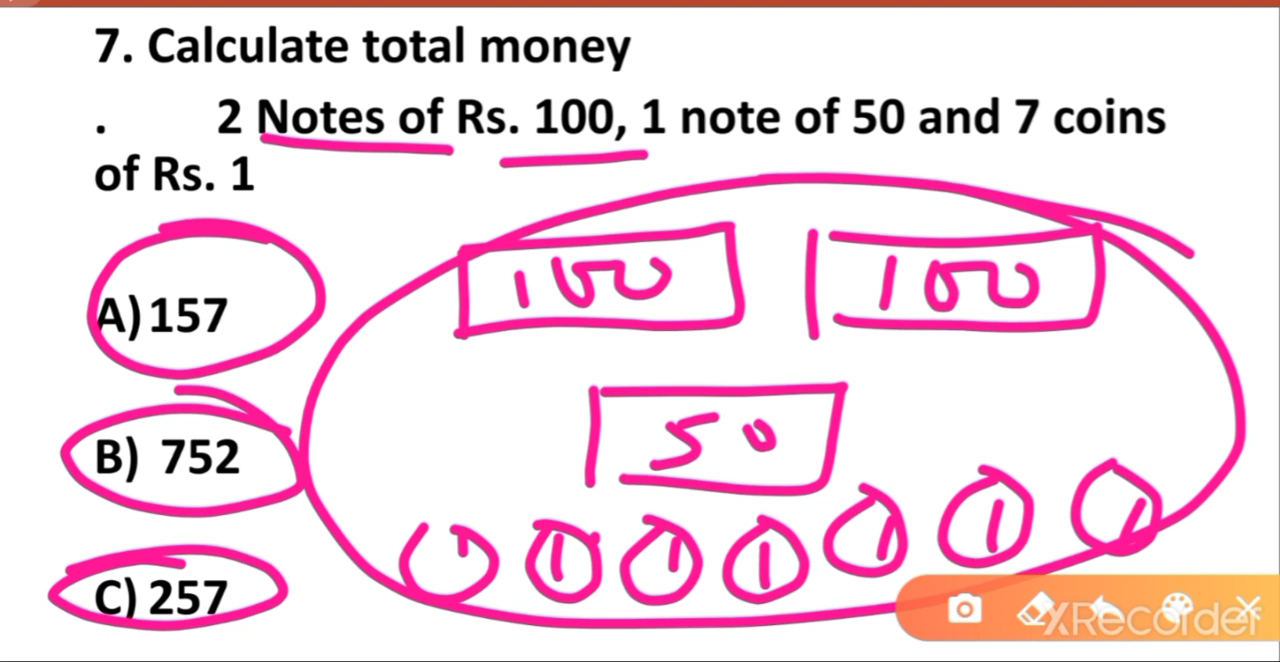 7. Calculate total money
. 2 Notes of Rs. 100, 1 note of 50 and 7 coins
of Rs. 1
A) 157
100 100
B) 752
50
1 1 1 1 1 1 1
C) 257
XRecorder